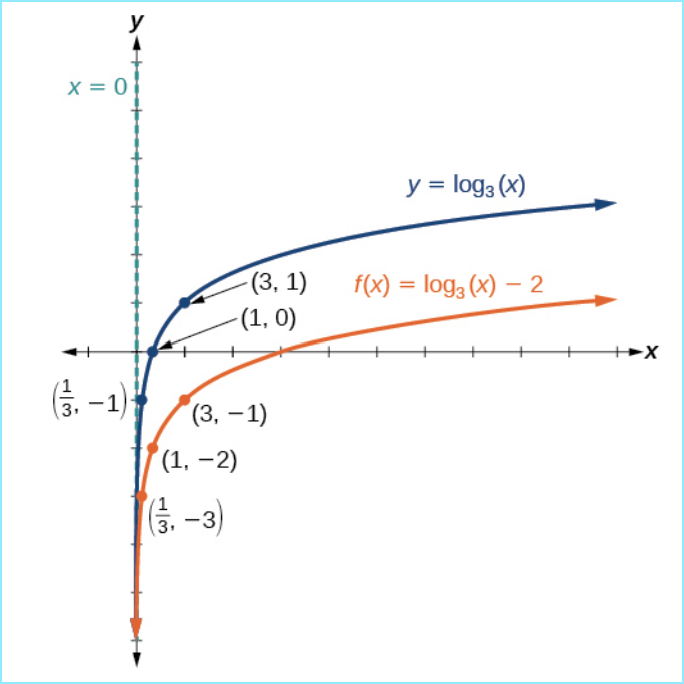 y
x = 0
y = log₃(x)
(3, 1)
f(x) = log₃(x) − 2
(1, 0)
x
(1/3, −1)
(3, −1)
(1, −2)
(1/3, −3)